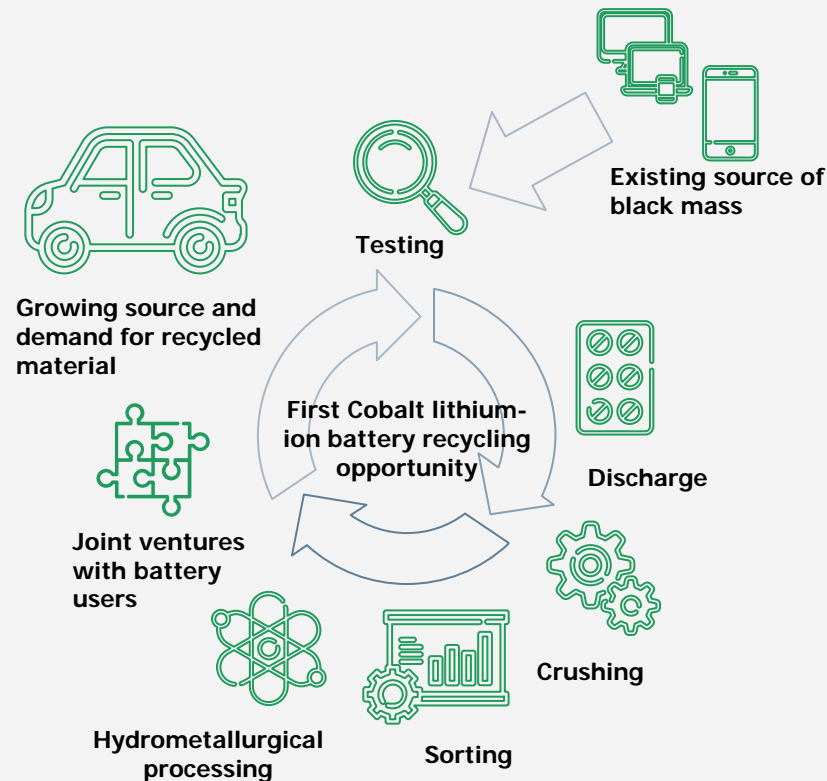 Existing source of
black mass
Testing
Growing source and
demand for recycled
material
First Cobalt lithium-
ion battery recycling
opportunity
Discharge
Joint ventures
with battery
users
Crushing
Hydrometallurgical
processing
Sorting